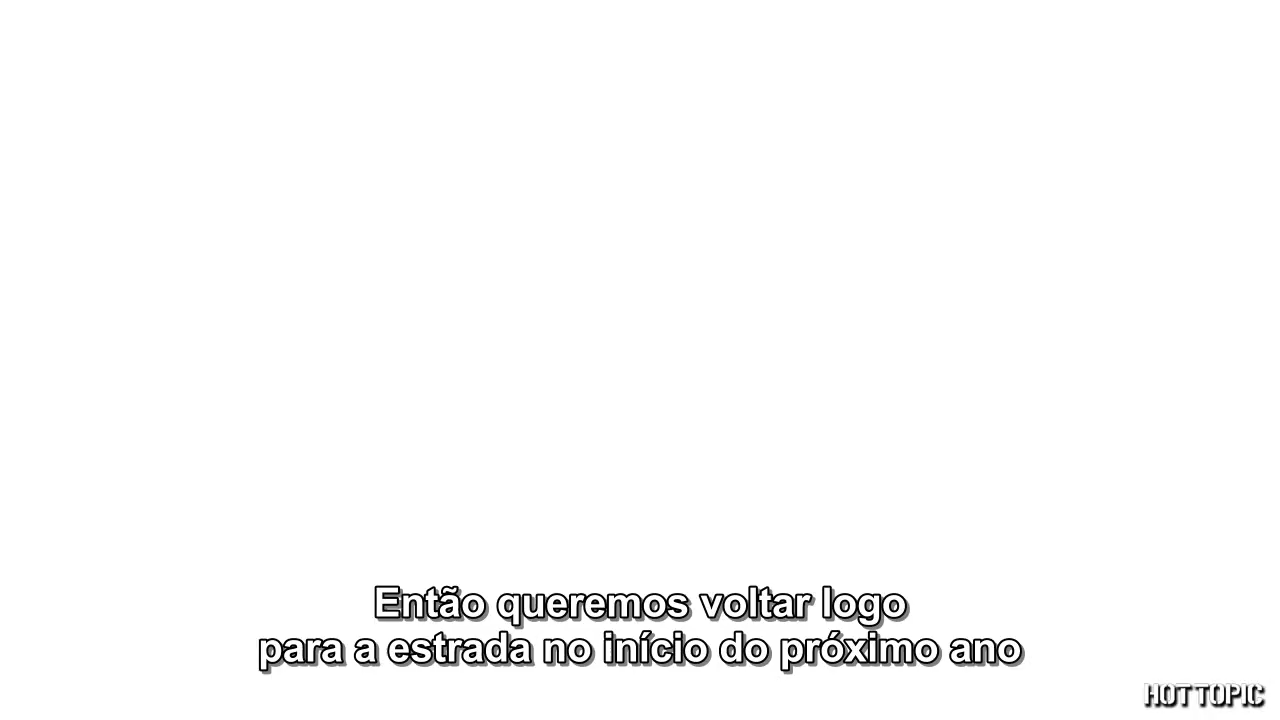 Então queremos voltar logo
para a estrada no início do próximo ano
HOT TOPIC